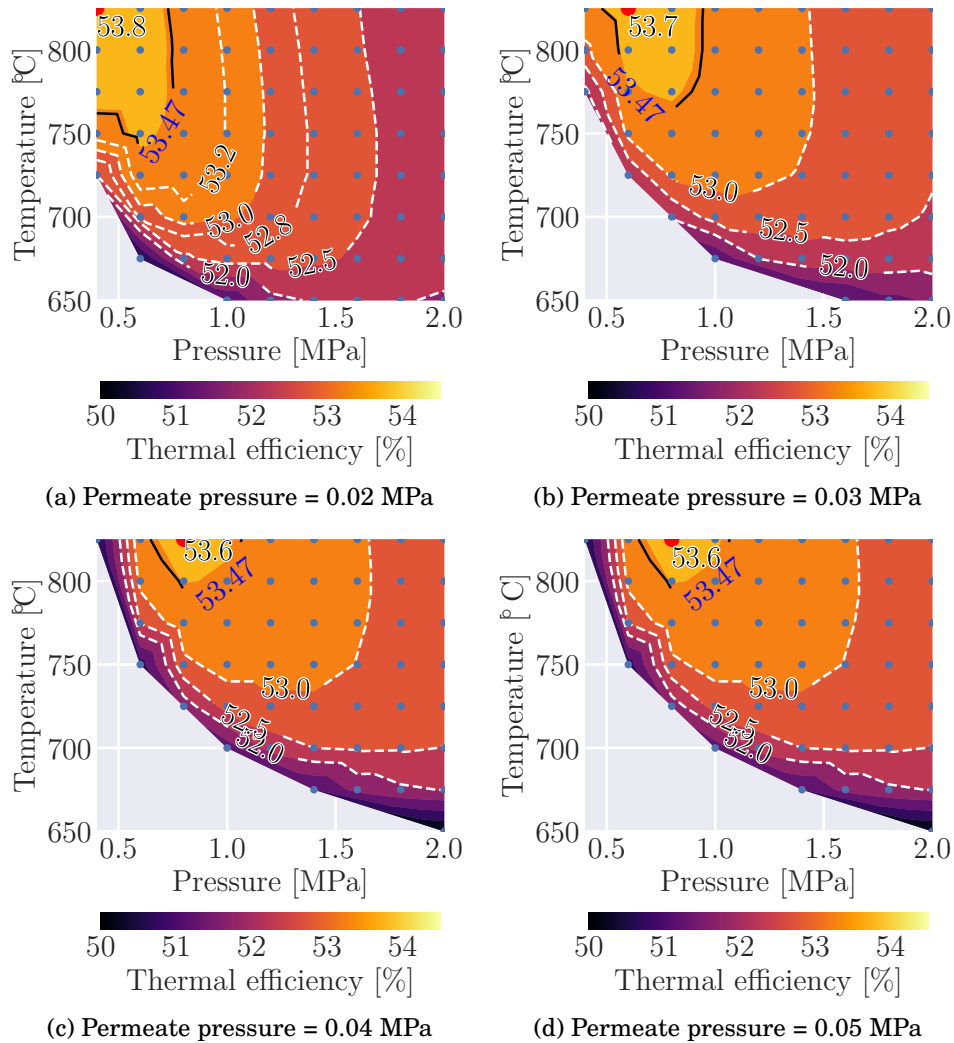 53.8
53.47
53.2
53.0
52.8
52.5
52.0
800
750
700
650
Temperature [°C]
0.5 1.0 1.5 2.0
Pressure [MPa]
50 51 52 53 54
Thermal efficiency [%]
(a) Permeate pressure = 0.02 MPa
53.7
53.47
53.0
52.5
52.0
800
750
700
650
Temperature [°C]
0.5 1.0 1.5 2.0
Pressure [MPa]
50 51 52 53 54
Thermal efficiency [%]
(b) Permeate pressure = 0.03 MPa
53.6
53.47
53.0
52.5
52.0
800
750
700
650
Temperature [°C]
0.5 1.0 1.5 2.0
Pressure [MPa]
50 51 52 53 54
Thermal efficiency [%]
(c) Permeate pressure = 0.04 MPa
53.6
53.47
53.0
52.5
52.0
800
750
700
650
Temperature [° C]
0.5 1.0 1.5 2.0
Pressure [MPa]
50 51 52 53 54
Thermal efficiency [%]
(d) Permeate pressure = 0.05 MPa